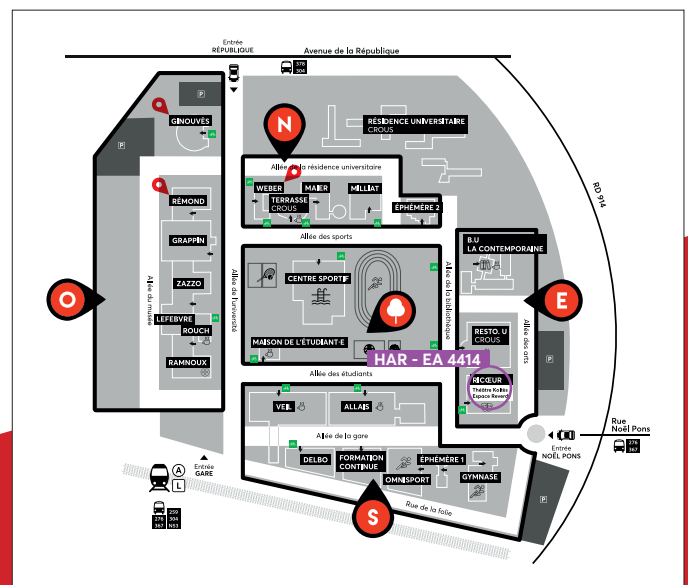 Entrée
RÉPUBLIQUE
Avenue de la République
378
304
P
GINOUVÈS
P
N
RÉSIDENCE UNIVERSITAIRE
CROUS
Allée de la résidence universitaire
WEBER
MAIER
MILLIAT
TERRASSE
CROUS
ÉPHÉMÈRE 2
RÉMOND
GRAPPIN
Allée des sports
RD 914
B.U
LA CONTEMPORAINE
O
Allée du musée
ZAZZO
LEFEBVRE
ROUCH
RAMNOUX
Allée de l'université
CENTRE SPORTIF
Allée de la bibliothèque
E
Allée des arts
RESTO. U
CROUS
MAISON DE L'ÉTUDIANT·E
HAR - EA 4414
Allée des étudiants
RICŒUR
Théâtre Koltès
Espace Reverdy
P
VEIL
ALLAIS
Rue
Noël Pons
276
367
Entrée
NOËL PONS
Allée de la gare
Entrée
GARE
A
L
DELBO
FORMATION
CONTINUE
ÉPHÉMÈRE 1
OMNISPORT
GYMNASE
P
S
Rue de la folie
259
276 304
367 N53